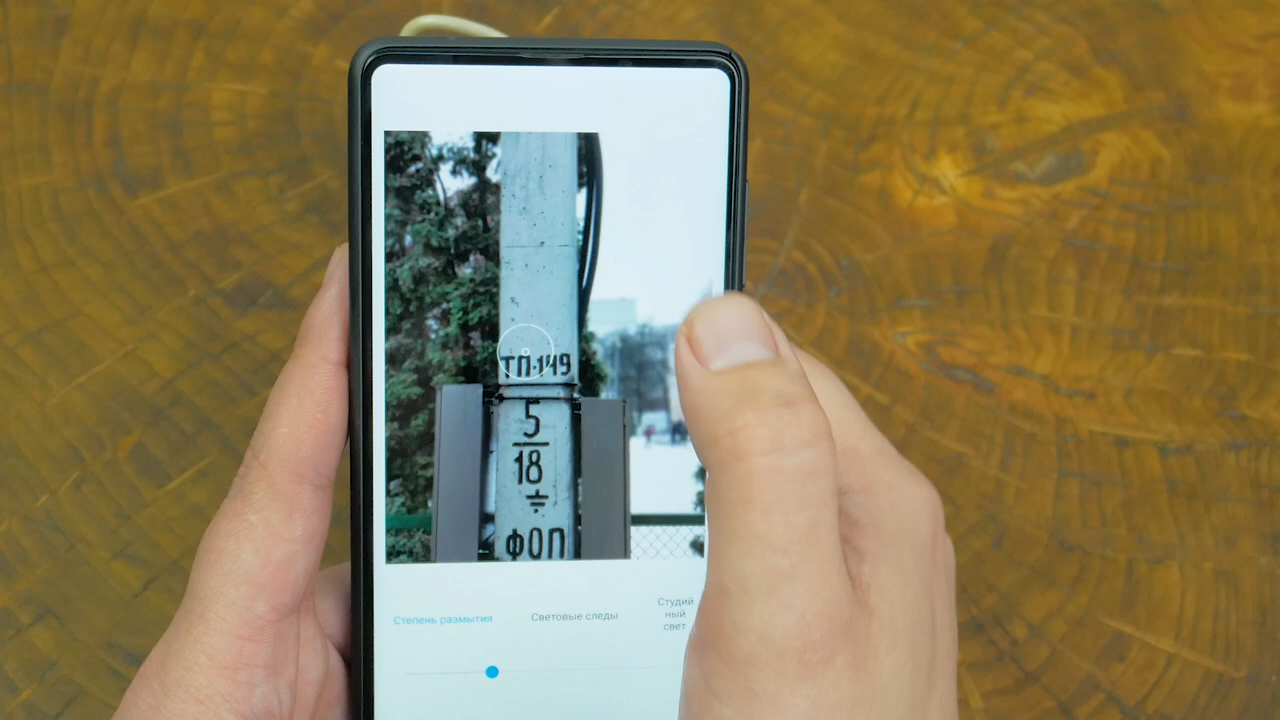 ТП-149
5
18
ФОП
Степень размытия
Световые следы
Студий
ный
свет